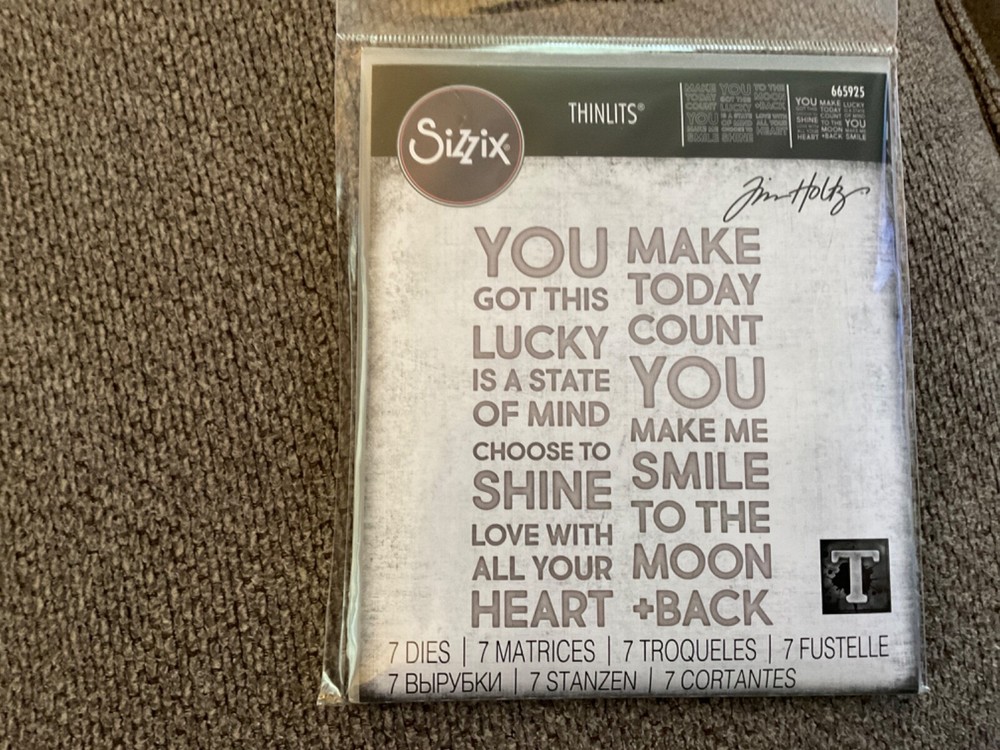 Sizzix
THINLITS®
665925
Tim Holtz
YOU
GOT THIS
LUCKY
IS A STATE
OF MIND
CHOOSE TO
SHINE
LOVE WITH
ALL YOUR
HEART
MAKE
TODAY
COUNT
YOU
MAKE ME
SMILE
TO THE
MOON
+BACK
T
7 DIES | 7 MATRICES | 7 TROQUELES | 7 FUSTELLE
7 ВЫРУБКИ | 7 STANZEN | 7 CORTANTES